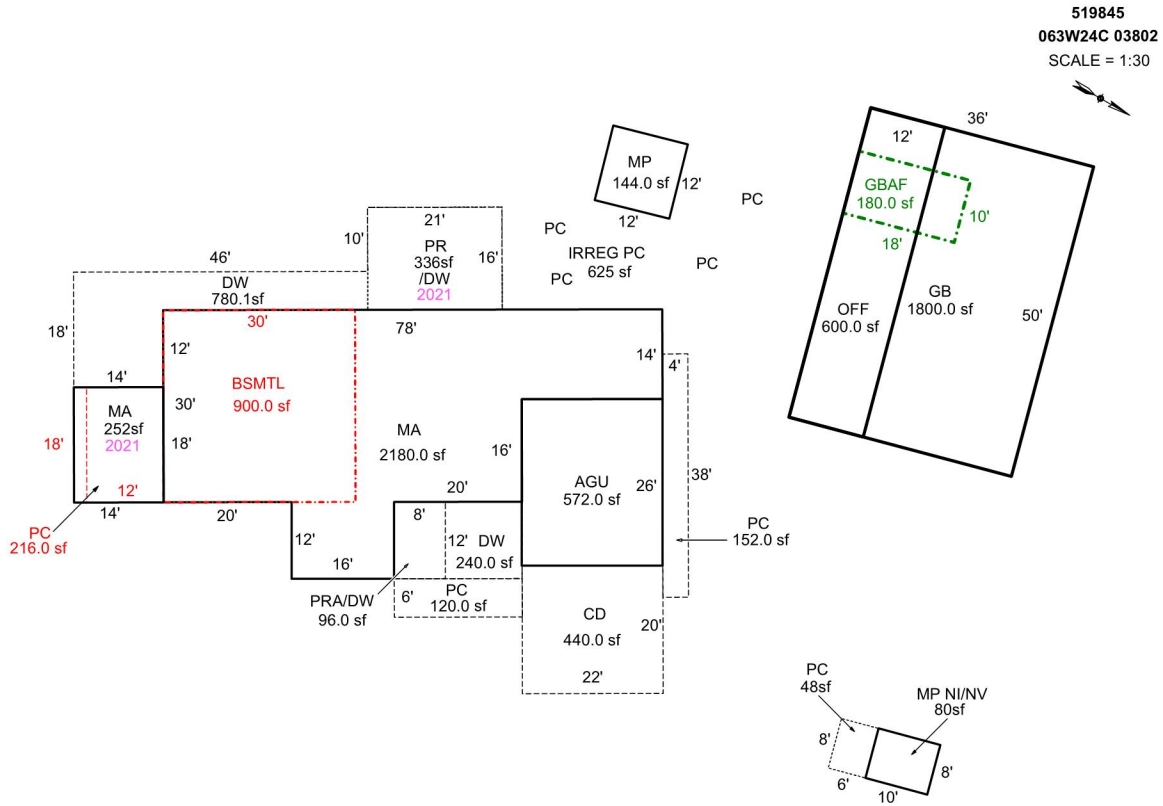 519845
063W24C 03802
SCALE = 1:30
36'
12'
GBAF
180.0 sf
10'
18'
OFF
600.0 sf
GB
1800.0 sf
50'
MP
144.0 sf
12'
12'
PC
PC
IRREG PC
625 sf
PC
PC
21'
10'
PR
336sf
/DW
2021
16'
46'
DW
780.1sf
18'
30'
78'
12'
14'
4'
14'
BSMTL
900.0 sf
MA
252sf
2021
30'
18'
18'
12'
14'
20'
MA
2180.0 sf
16'
AGU
572.0 sf
26'
38'
20'
8'
12'
DW
240.0 sf
12'
16'
PC
216.0 sf
PC
152.0 sf
PRA/DW
96.0 sf
6'
PC
120.0 sf
CD
440.0 sf
20'
22'
PC
48sf
MP NI/NV
80sf
8'
6'
10'
8'